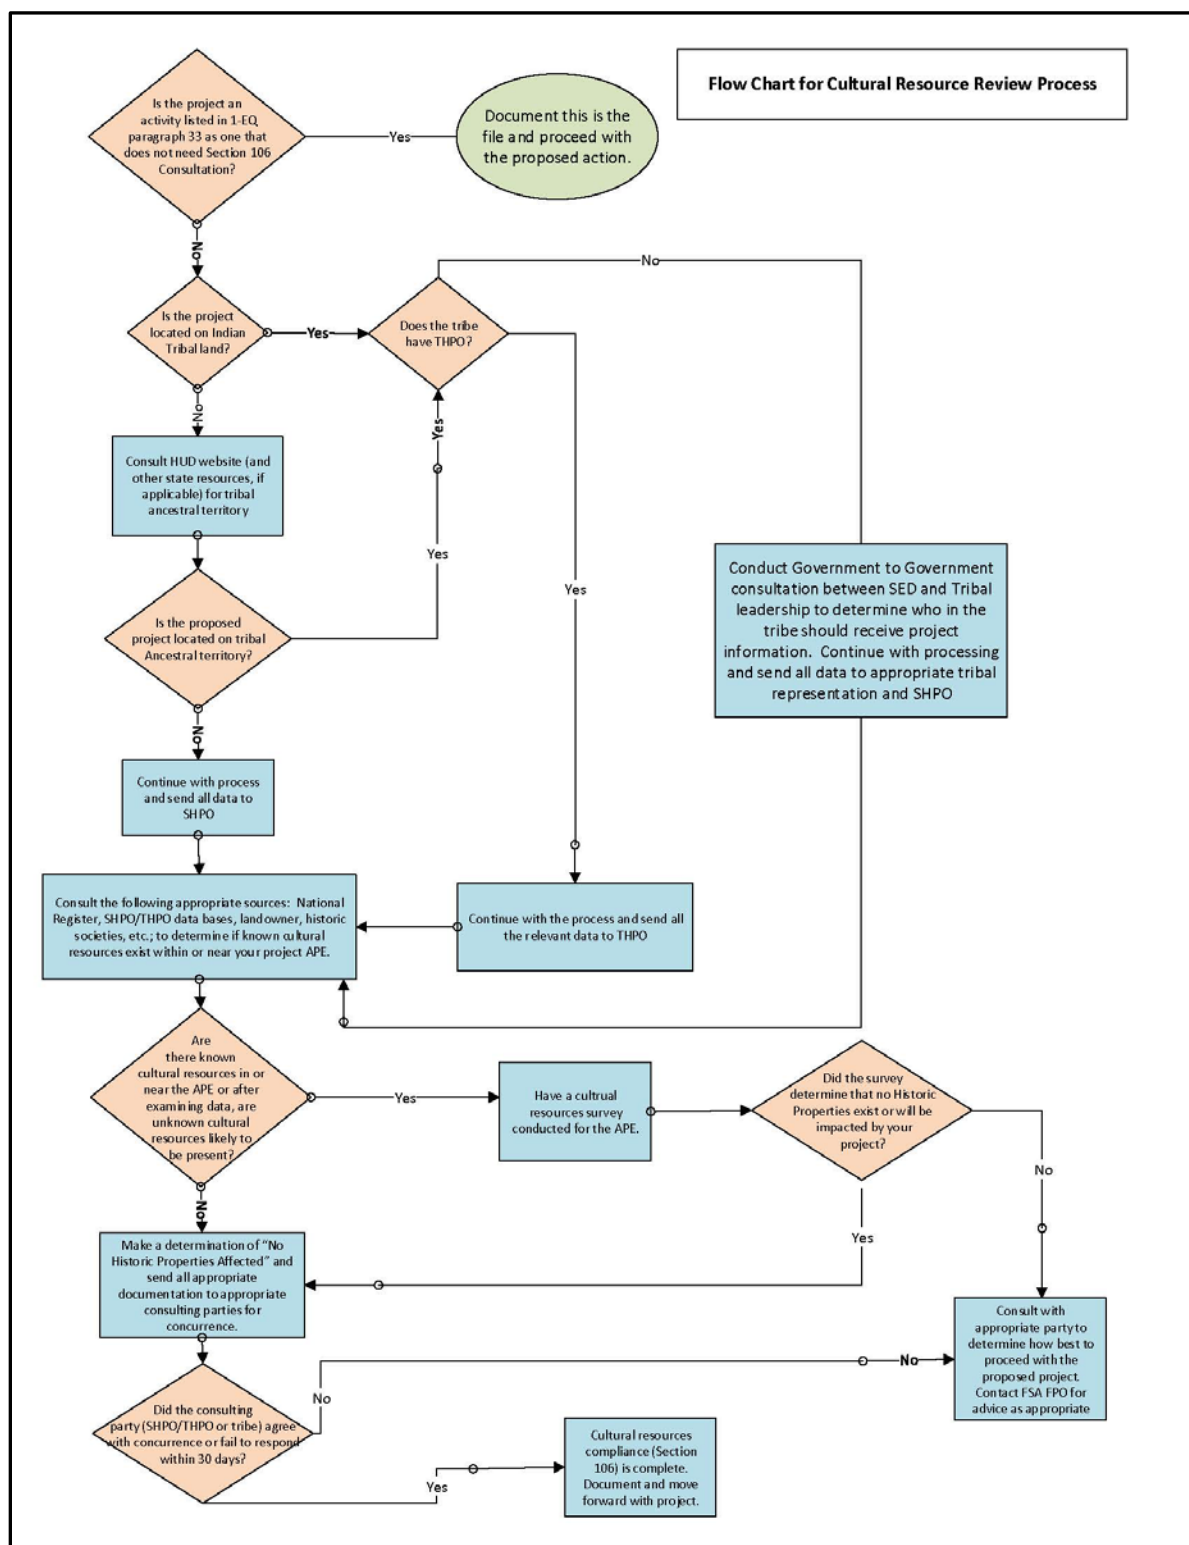 Flow Chart for Cultural Resource Review Process
Is the project an
activity listed in 1-EQ
paragraph 33 as one that
does not need Section 106
Consultation?
Yes
Document this is the
file and proceed with
the proposed action.
No
Is the project
located on Indian
Tribal land?
Yes
Does the tribe
have THPO?
No
No
Consult HUD website (and
other state resources, if
applicable) for tribal
ancestral territory
Yes
Yes
Yes
Is the proposed
project located on tribal
Ancestral territory?
Conduct Government to Government
consultation between SED and Tribal
leadership to determine who in the
tribe should receive project
information. Continue with processing
and send all data to appropriate tribal
representation and SHPO
No
Continue with process
and send all data to
SHPO
Consult the following appropriate sources: National
Register, SHPO/THPO data bases, landowner, historic
societies, etc.; to determine if known cultural
resources exist within or near your project APE.
Continue with the process and send all
the relevant data to THPO
Are
there known
cultural resources in or
near the APE or after
examining data, are
unknown cultural
resources likely to
be present?
Yes
Have a cultrual
resources survey
conducted for the APE.
Did the survey
determine that no Historic
Properties exist or will be
impacted by your
project?
No
No
Yes
Make a determination of "No
Historic Properties Affected" and
send all appropriate
documentation to appropriate
consulting parties for
concurrence.
Consult with
appropriate party to
determine how best to
proceed with the
proposed project.
Contact FSA FPO for
advice as appropriate
No
No
Did the consulting
party (SHPO/THPO or tribe) agree
with concurrence or fail to respond
within 30 days?
Yes
Cultural resources
compliance (Section
106) is complete.
Document and move
forward with project.